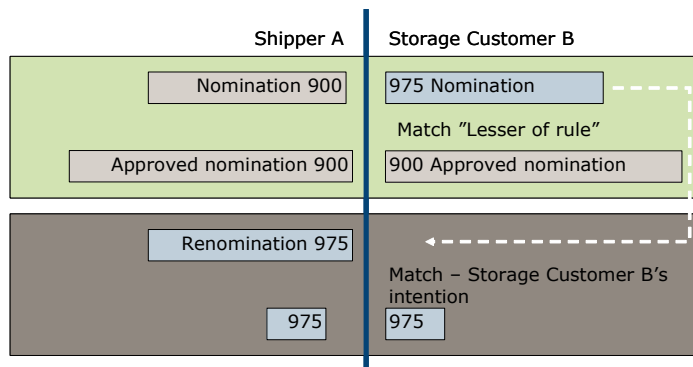 Shipper A
Storage Customer B
Nomination 900
975 Nomination
Match ”Lesser of rule”
Approved nomination 900
900 Approved nomination
Renomination 975
Match – Storage Customer B’s
intention
975
975